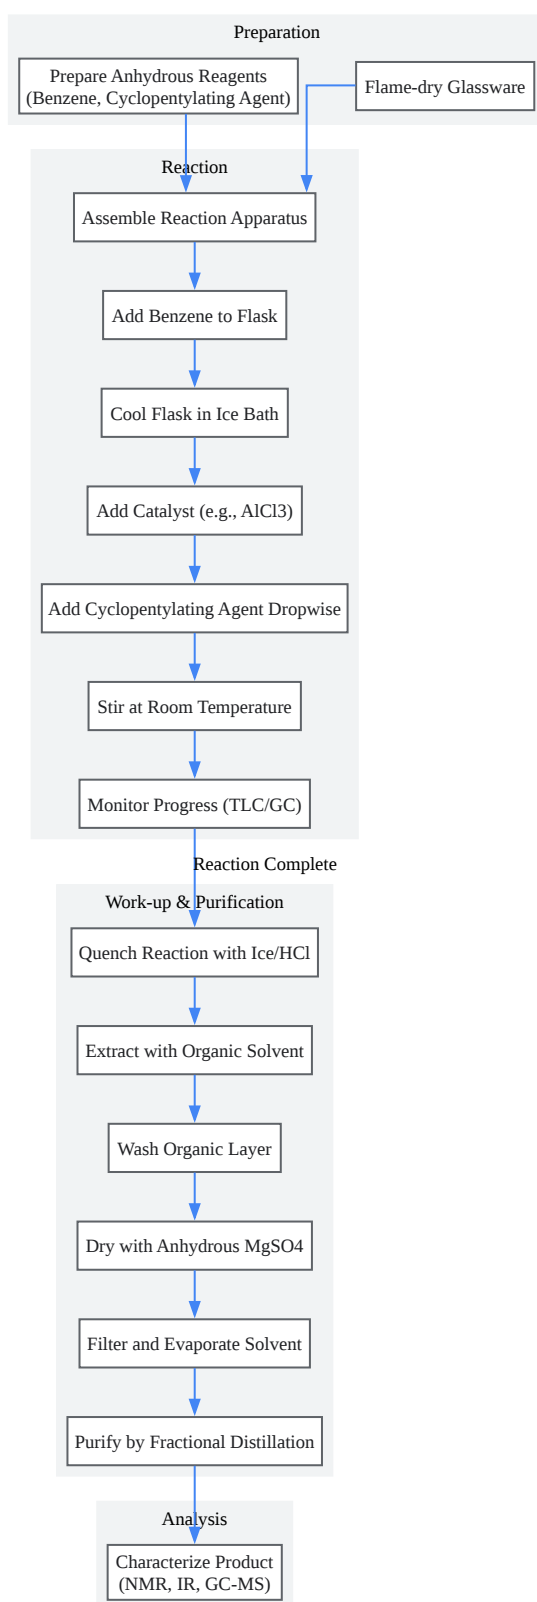 Preparation
Prepare Anhydrous Reagents
(Benzene, Cyclopentylating Agent)
Flame-dry Glassware
Reaction
Assemble Reaction Apparatus
Add Benzene to Flask
Cool Flask in Ice Bath
Add Catalyst (e.g., AlCl3)
Add Cyclopentylating Agent Dropwise
Stir at Room Temperature
Monitor Progress (TLC/GC)
Reaction Complete
Work-up & Purification
Quench Reaction with Ice/HCl
Extract with Organic Solvent
Wash Organic Layer
Dry with Anhydrous MgSO4
Filter and Evaporate Solvent
Purify by Fractional Distillation
Analysis
Characterize Product
(NMR, IR, GC-MS)